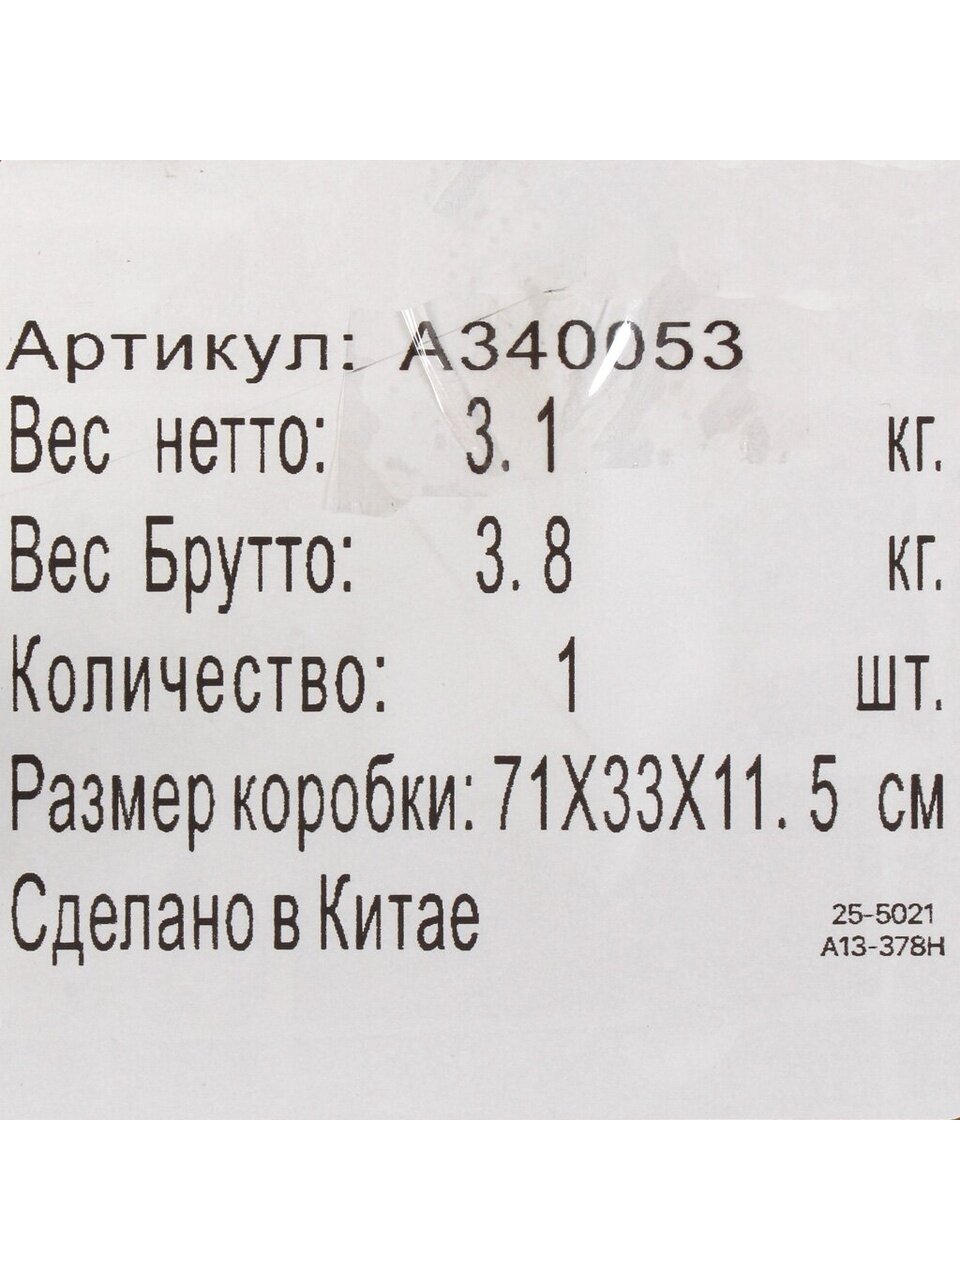 Артикул: А340053
Вес нетто: 3.1 кг.
Вес Брутто: 3.8 кг.
Количество: 1 шт.
Размер коробки: 71X33X11.5 см
Сделано в Китае
25-5021
A13-378H